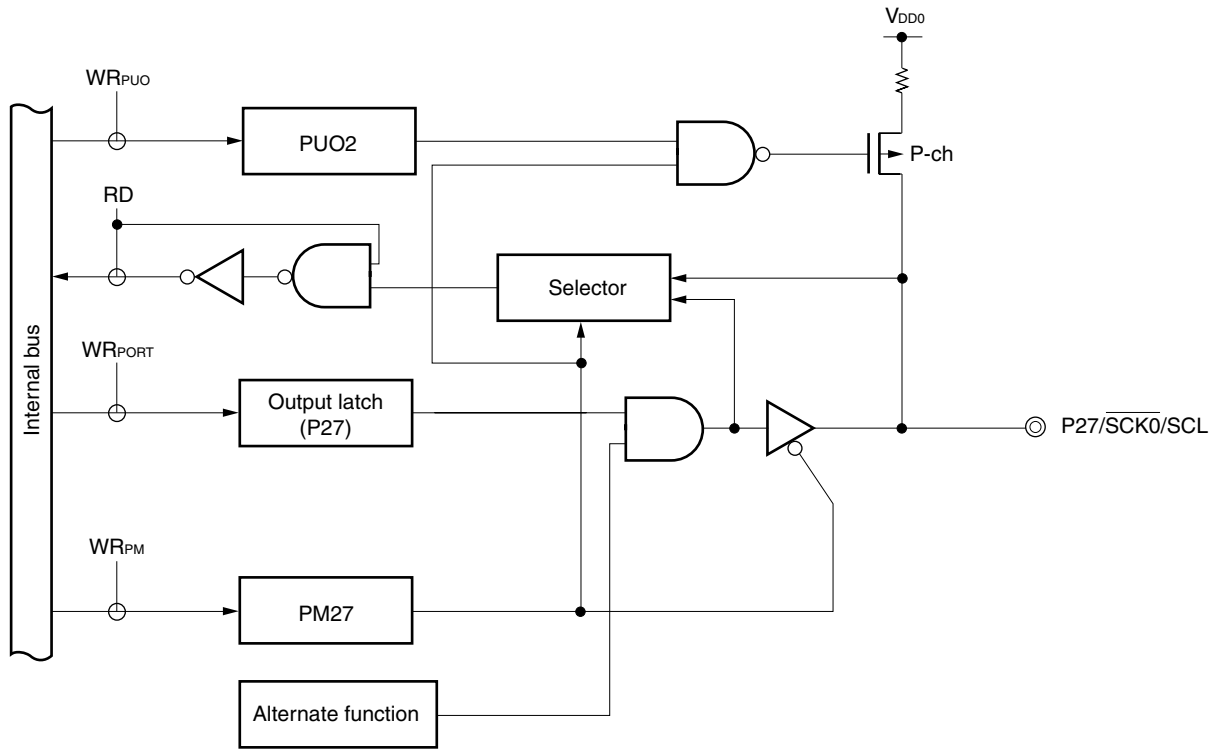 VDD0
WRPUO
PUO2
P-ch
RD
Selector
Internal bus
WRPORT
Output latch
(P27)
P27/SCK0/SCL
WRPM
PM27
Alternate function